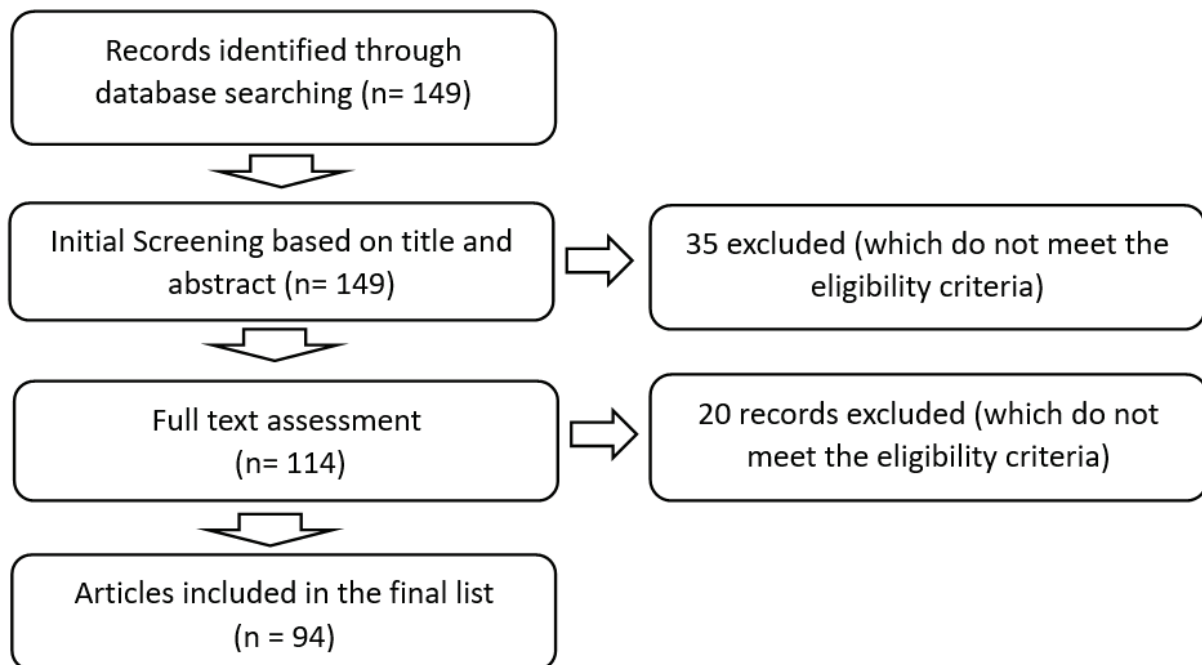 Records identified through
database searching (n= 149)
Initial Screening based on title and
abstract (n= 149)
35 excluded (which do not meet the
eligibility criteria)
Full text assessment
(n= 114)
20 records excluded (which do not
meet the eligibility criteria)
Articles included in the final list
(n = 94)